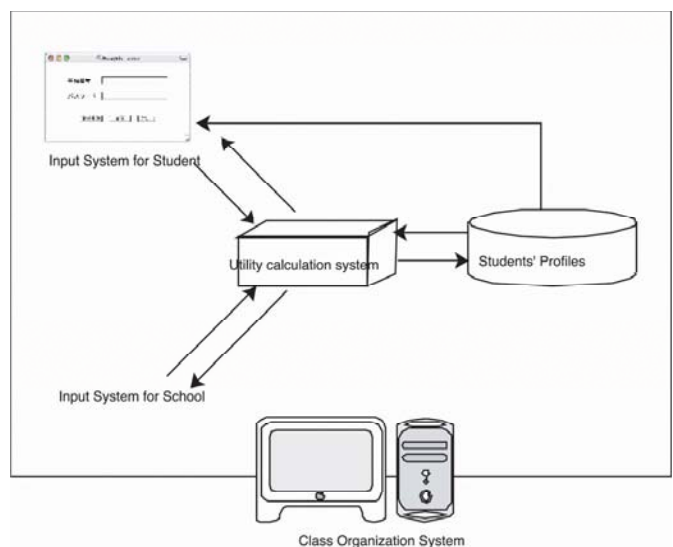 Input System for Student
Utility calculation system
Students' Profiles
Input System for School
Class Organization System